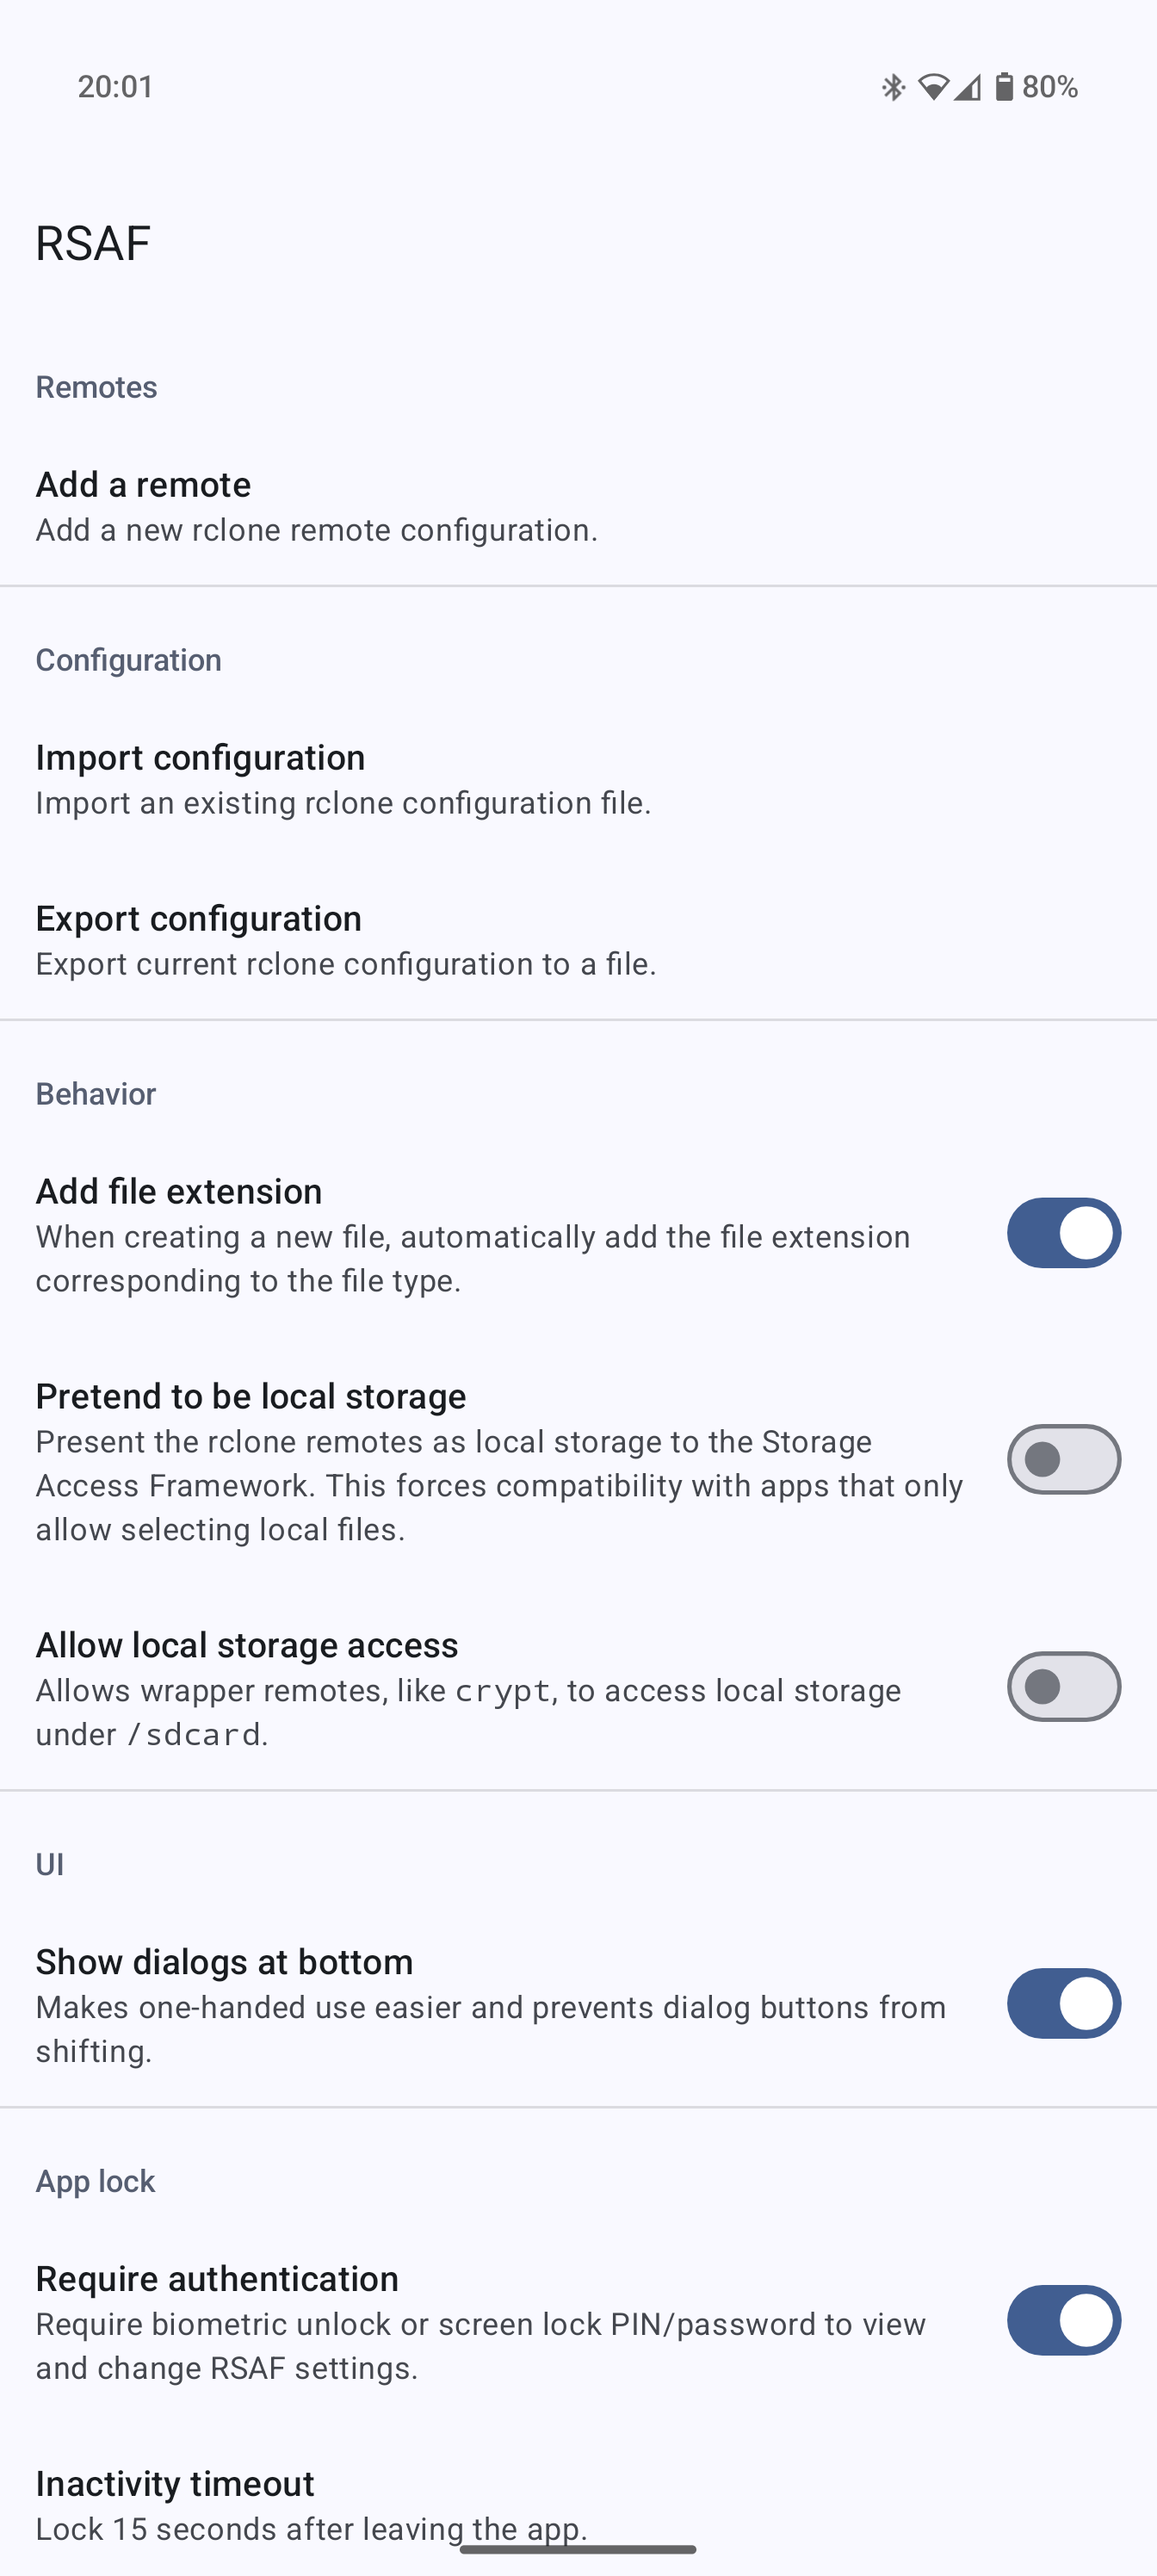 20:01
80%
RSAF
Remotes
Add a remote
Add a new rclone remote configuration.
Configuration
Import configuration
Import an existing rclone configuration file.
Export configuration
Export current rclone configuration to a file.
Behavior
Add file extension
When creating a new file, automatically add the file extension
corresponding to the file type.
Pretend to be local storage
Present the rclone remotes as local storage to the Storage
Access Framework. This forces compatibility with apps that only
allow selecting local files.
Allow local storage access
Allows wrapper remotes, like crypt, to access local storage
under /sdcard.
UI
Show dialogs at bottom
Makes one-handed use easier and prevents dialog buttons from
shifting.
App lock
Require authentication
Require biometric unlock or screen lock PIN/password to view
and change RSAF settings.
Inactivity timeout
Lock 15 seconds after leaving the app.